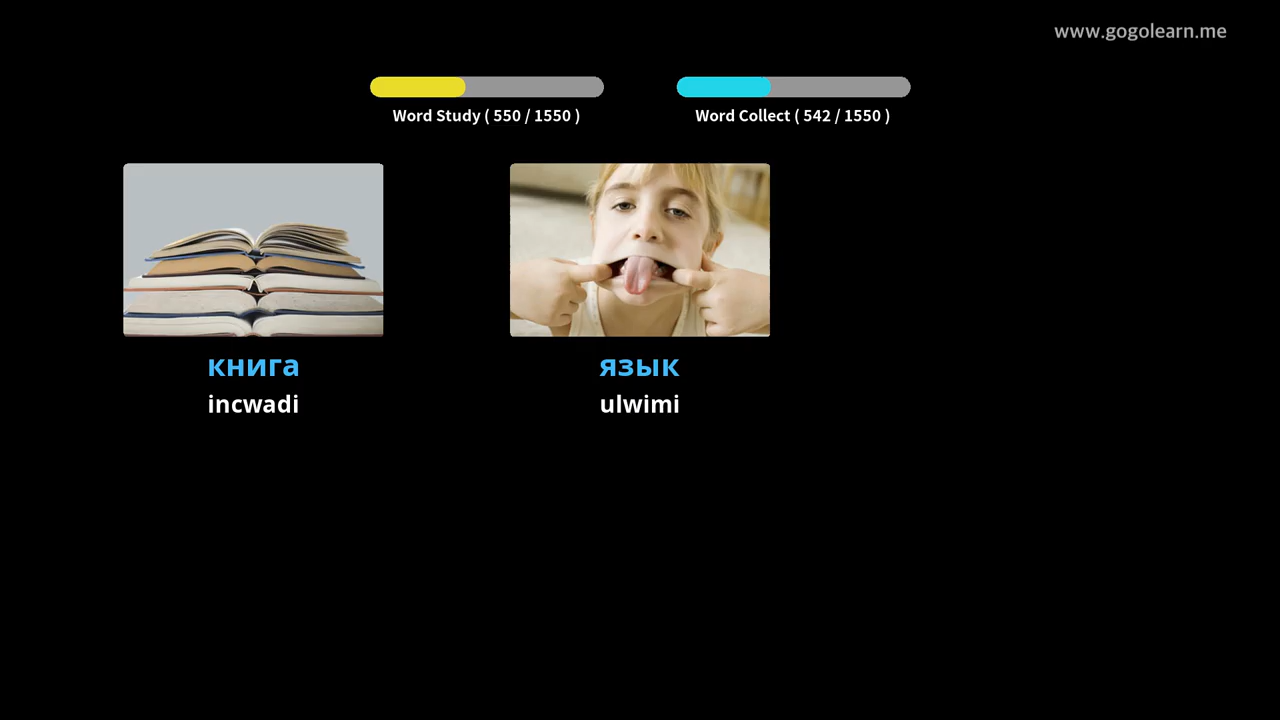 www.gogolearn.me
Word Study ( 550 / 1550 )
Word Collect ( 542 / 1550 )
книга
incwadi
язык
ulwimi